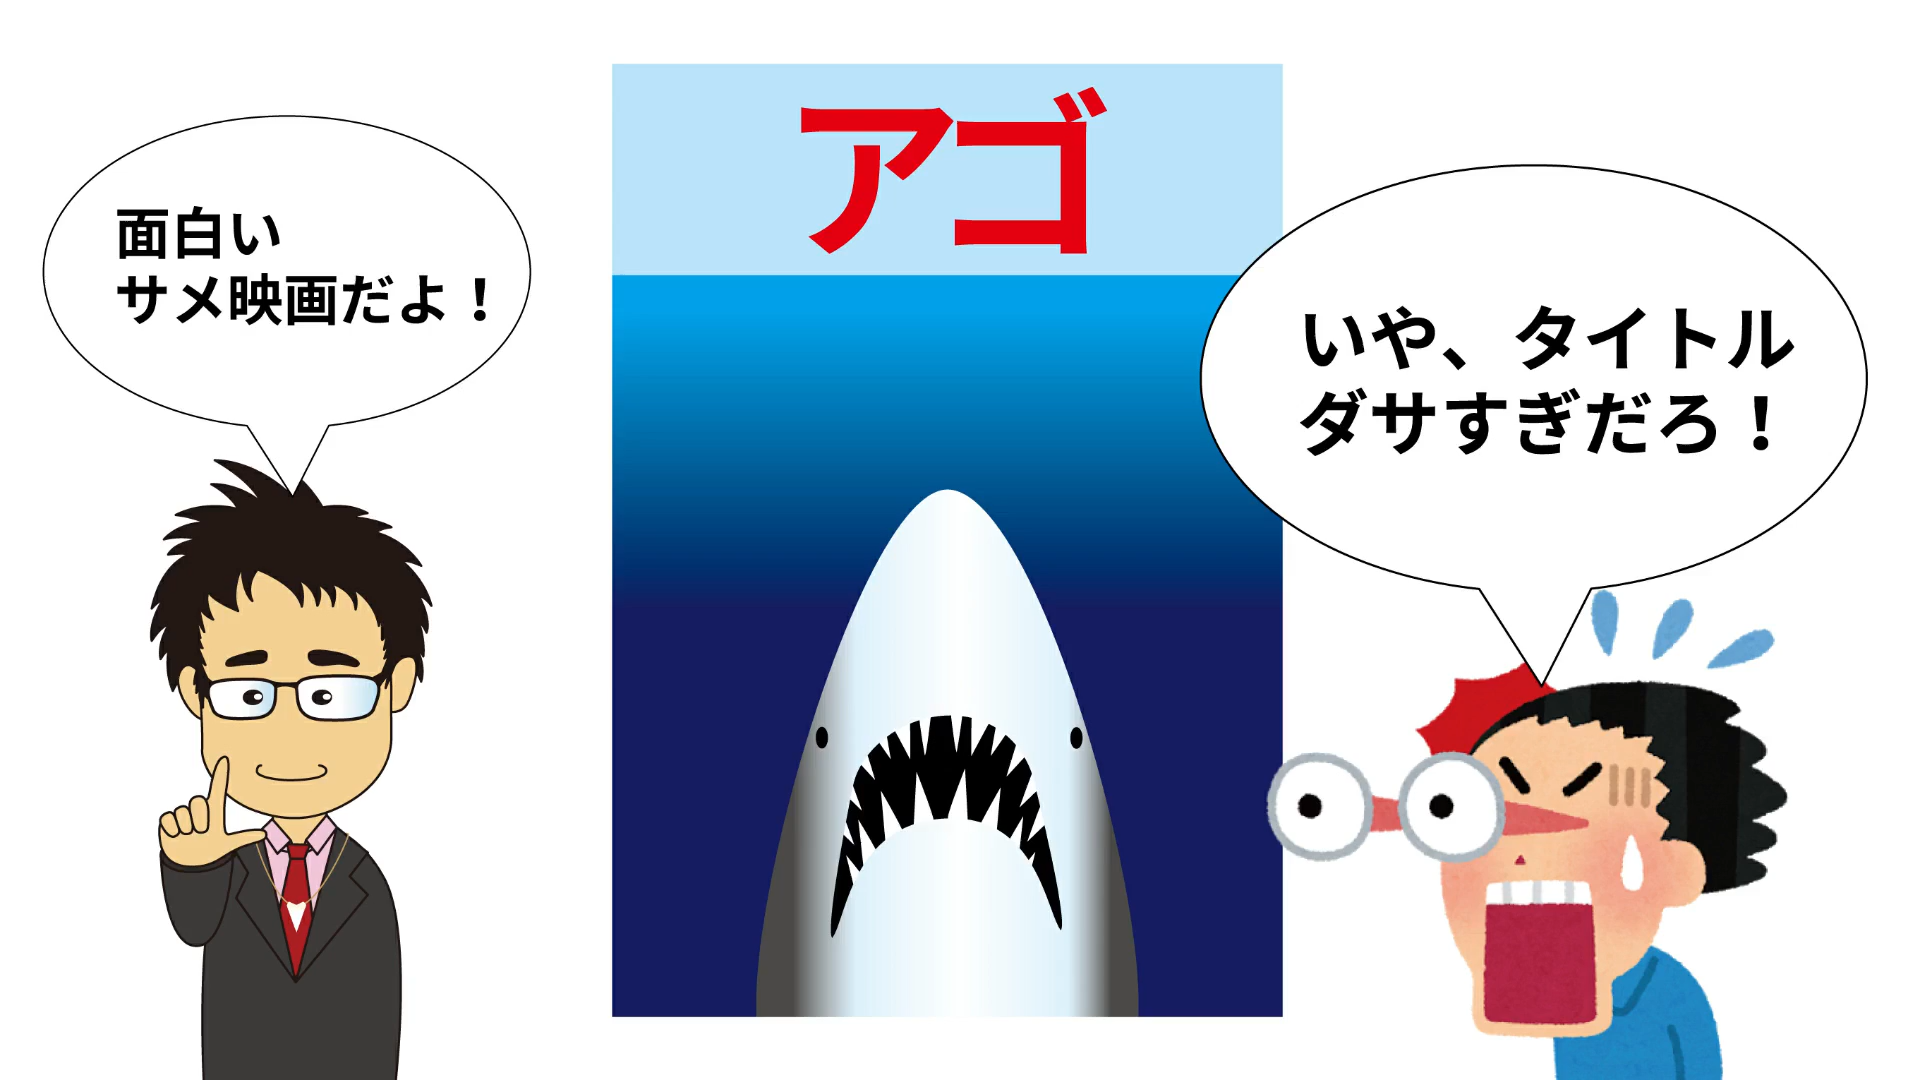 面白い
サメ映画だよ！
アゴ
いや、タイトル
ダサすぎだろ！